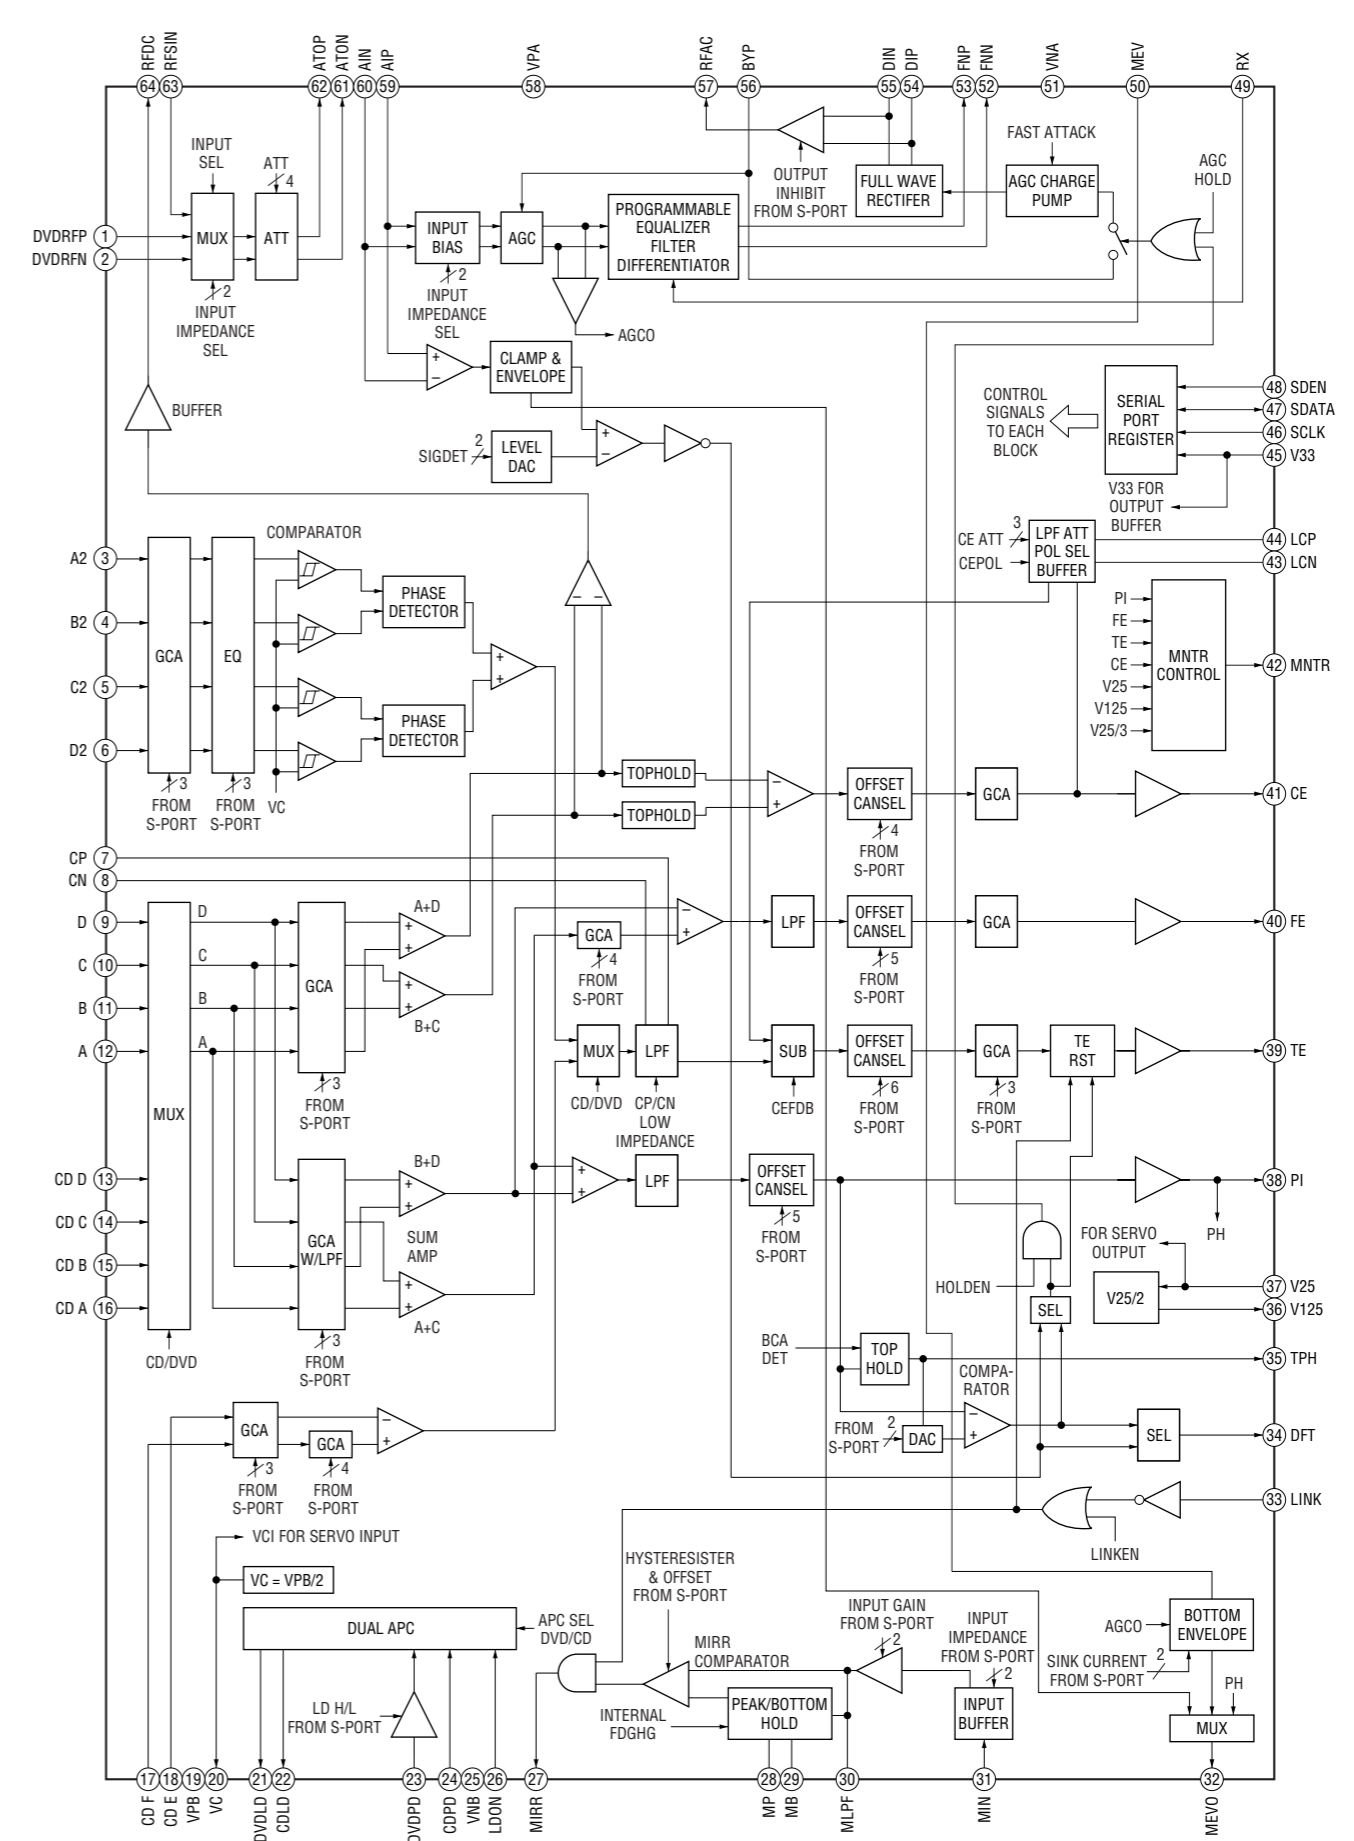 RFDC
RFSIN
ATOP
ATON
AIN
AIP
VPA
RFAC
BYP
DIN
DIP
FNP
FNN
VNA
MEV
RX
64
63
62
61
60
59
58
57
56
55
54
53
52
51
50
49
INPUT
SEL
ATT
4
MUX
ATT
2
INPUT
IMPEDANCE
SEL
DVDRFP 1
DVDRFN 2
INPUT
BIAS
2
INPUT
IMPEDANCE
SEL
AGC
PROGRAMMABLE
EQUALIZER
FILTER
DIFFERENTIATOR
AGCO
OUTPUT
INHIBIT
FROM S-PORT
FULL WAVE
RECTIFER
FAST ATTACK
AGC CHARGE
PUMP
AGC
HOLD
+
−
CLAMP &
ENVELOPE
BUFFER
SIGDET
2
LEVEL
DAC
+
−
CONTROL
SIGNALS
TO EACH
BLOCK
SERIAL
PORT
REGISTER
48 SDEN
47 SDATA
46 SCLK
45 V33
V33 FOR
OUTPUT
BUFFER
CE ATT
3
CEPOL
LPF ATT
POL SEL
BUFFER
44 LCP
43 LCN
PI
FE
TE
CE
V25
V125
V25/3
MNTR
CONTROL
42 MNTR
COMPARATOR
A2 3
B2 4
C2 5
D2 6
GCA
EQ
PHASE
DETECTOR
PHASE
DETECTOR
+
+
− −
3
FROM
S-PORT
3
FROM
S-PORT
VC
TOPHOLD
TOPHOLD
−
+
OFFSET
CANSEL
4
FROM
S-PORT
GCA
41 CE
CP 7
CN 8
D 9
C 10
B 11
A 12
D
C
B
A
MUX
GCA
3
FROM
S-PORT
A+D
+
+
+
+
B+C
GCA
4
FROM
S-PORT
−
+
LPF
OFFSET
CANSEL
5
FROM
S-PORT
GCA
40 FE
MUX
CD/DVD
LPF
CP/CN
LOW
IMPEDANCE
SUB
CEFDB
OFFSET
CANSEL
6
FROM
S-PORT
GCA
3
FROM
S-PORT
TE
RST
39 TE
CD D 13
CD C 14
CD B 15
CD A 16
CD/DVD
GCA
W/LPF
3
FROM
S-PORT
B+D
+
+
SUM
AMP
+
+
A+C
+
+
LPF
OFFSET
CANSEL
5
FROM
S-PORT
38 PI
PH
FOR SERVO
OUTPUT
HOLDEN
SEL
V25/2
37 V25
36 V125
BCA
DET
TOP
HOLD
35 TPH
COMPA-
RATOR
FROM
S-PORT
2
DAC
−
+
SEL
34 DFT
GCA
3
FROM
S-PORT
GCA
4
FROM
S-PORT
−
+
33 LINK
LINKEN
VCI FOR SERVO INPUT
VC = VPB/2
DUAL APC
APC SEL
DVD/CD
LD H/L
FROM S-PORT
HYSTERESISTER
& OFFSET
FROM S-PORT
MIRR
COMPARATOR
INTERNAL
FDGHG
PEAK/BOTTOM
HOLD
INPUT GAIN
FROM S-PORT
2
INPUT
IMPEDANCE
FROM S-PORT
2
INPUT
BUFFER
AGCO
BOTTOM
ENVELOPE
SINK CURRENT
FROM S-PORT
2
PH
MUX
17
18
19
20
21
22
23
24
25
26
27
28
29
30
31
32
CD F
CD E
VPB
VC
DVDLD
CDLD
DVDPD
CDPD
VNB
LDON
MIRR
MP
MB
MLPF
MIN
MEVO